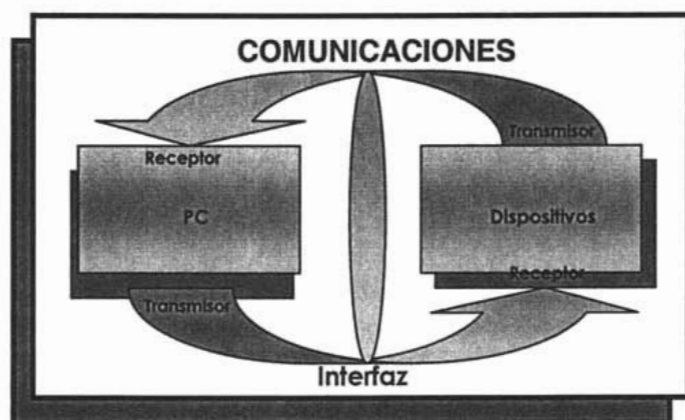 COMUNICACIONES
Transmisor
Receptor
PC
Dispositivos
Receptor
Transmisor
Interfaz